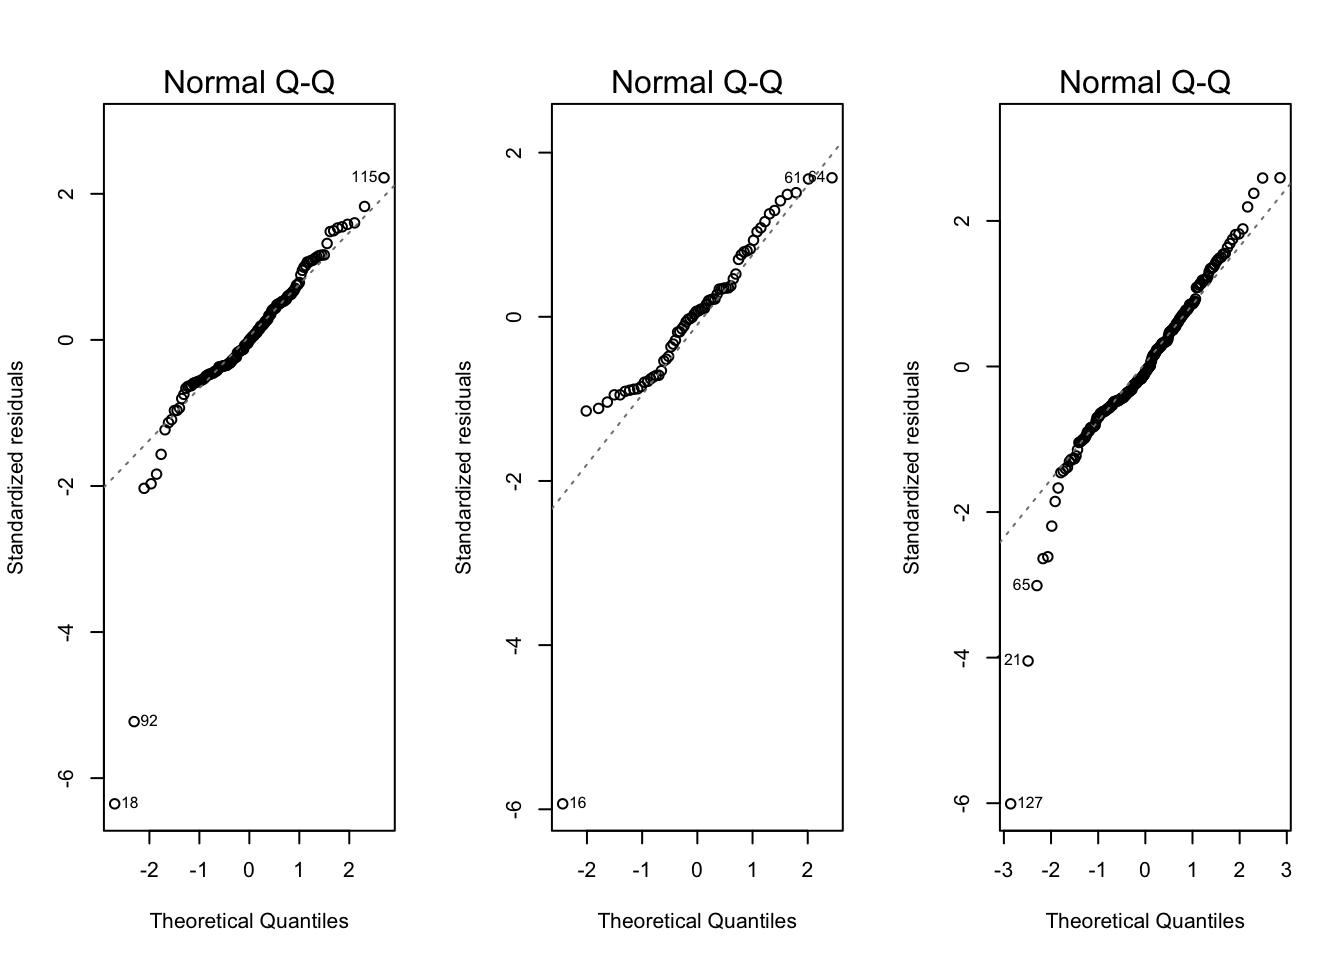 Normal Q-Q
Standardized residuals
2
0
-2
-4
-6
115
92
18
-2 -1 0 1 2
Theoretical Quantiles
Normal Q-Q
Standardized residuals
2
0
-2
-4
-6
61 64
16
-2 -1 0 1 2
Theoretical Quantiles
Normal Q-Q
Standardized residuals
2
0
-2
-4
-6
65
21
127
-3 -2 -1 0 1 2 3
Theoretical Quantiles